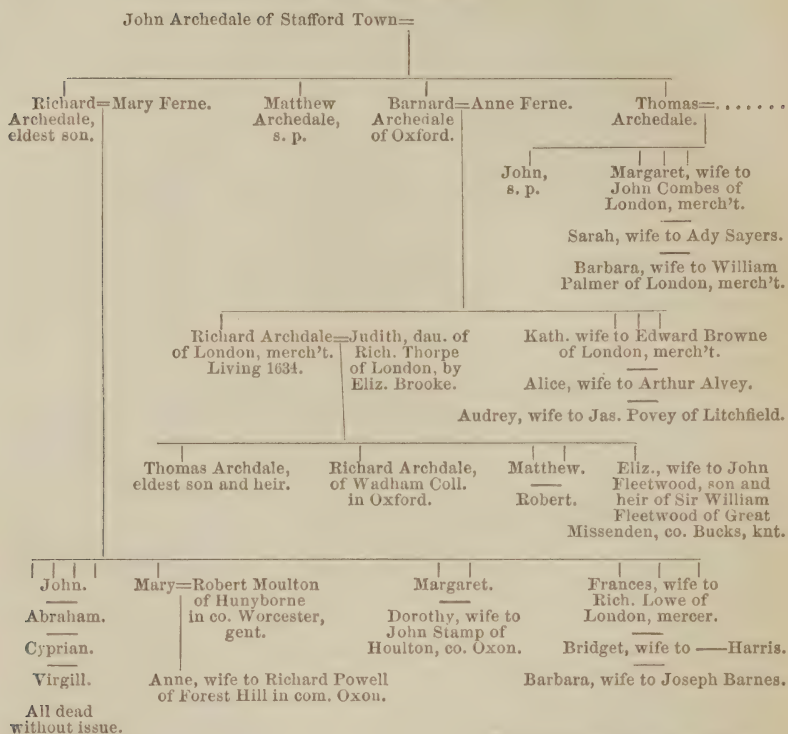 John Archedale of Stafford Town=
Richard=Mary Ferne.
Archedale,
eldest son.
Matthew
Archedale,
s. p.
Barnard=Anne Ferne.
Archedale
of Oxford.
Thomas=......
Archedale.
John,
s. p.
Margaret, wife to
John Combes of
London, merch't.
Sarah, wife to Ady Sayers.
Barbara, wife to William
Palmer of London, merch't.
Richard Archdale=Judith, dau. of
of London, merch't.
Living 1634.
Rich. Thorpe
of London, by
Eliz. Brooke.
Kath. wife to Edward Browne
of London, merch't.
Alice, wife to Arthur Alvey.
Audrey, wife to Jas. Povey of Litchfield.
Thomas Archdale,
eldest son and heir.
Richard Archdale,
of Wadham Coll.
in Oxford.
Matthew.
Robert.
Eliz., wife to John
Fleetwood, son and
heir of Sir William
Fleetwood of Great
Missenden, co. Bucks, knt.
John.
Abraham.
Cyprian.
Virgill.
All dead
without issue.
Mary=Robert Moulton
of Hunyborne
in co. Worcester,
gent.
Anne, wife to Richard Powell
of Forest Hill in com. Oxon.
Margaret.
Dorothy, wife to
John Stamp of
Houlton, co. Oxon.
Frances, wife to
Rich. Lowe of
London, mercer.
Bridget, wife to ——Harris.
Barbara, wife to Joseph Barnes.